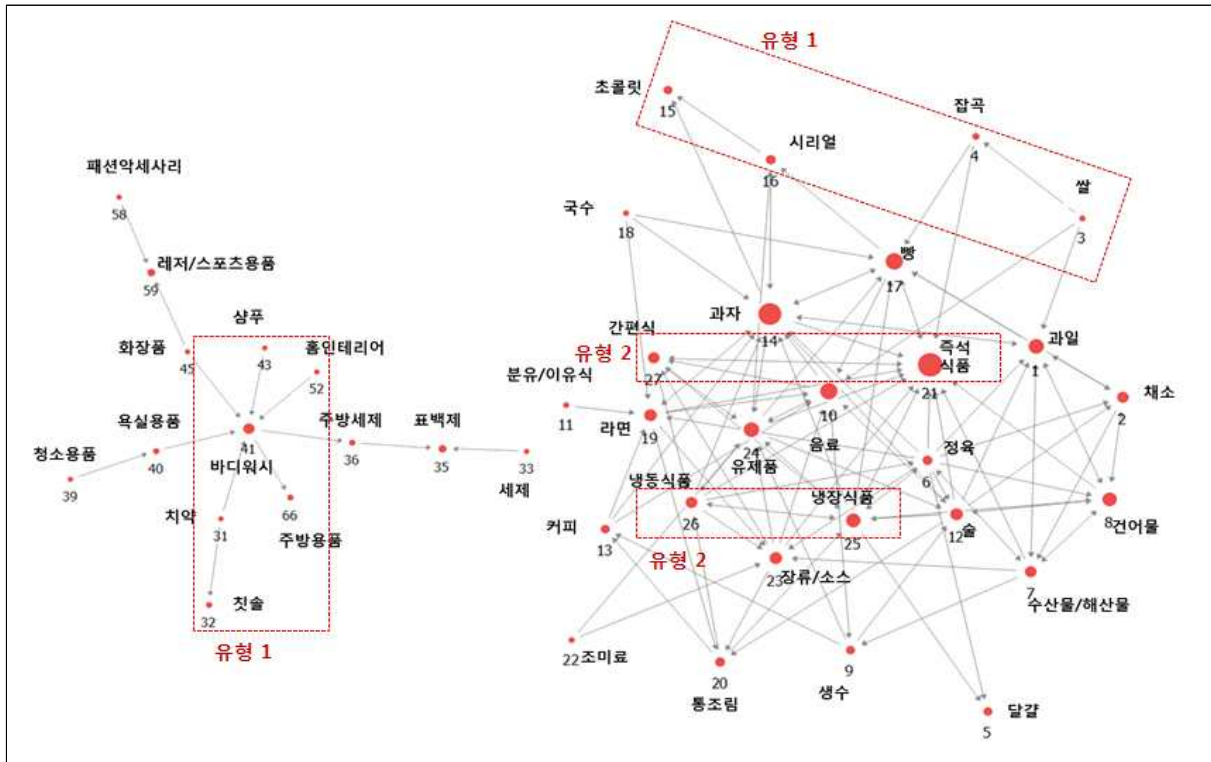 유형 1
초콜릿
15
잡곡
4
시리얼
16
쌀
3
패션악세사리
58
국수
18
빵
17
레저/스포츠용품
59
과자
14
샴푸
43
간편식
27
즉석
식품
21
과일
1
화장품
45
홈인테리어
52
유형 2
분유/이유식
11
채소
2
10
음료
라면
19
유제품
24
욕실용품
40
주방세제
36
표백제
35
41
바디워시
청소용품
39
세제
33
정육
6
냉동식품
26
냉장식품
25
치약
31
66
주방용품
커피
13
술
12
8
건어물
유형 2
23
장류/소스
7
수산물/해산물
칫솔
32
유형 1
22
조미료
20
통조림
9
생수
달걀
5